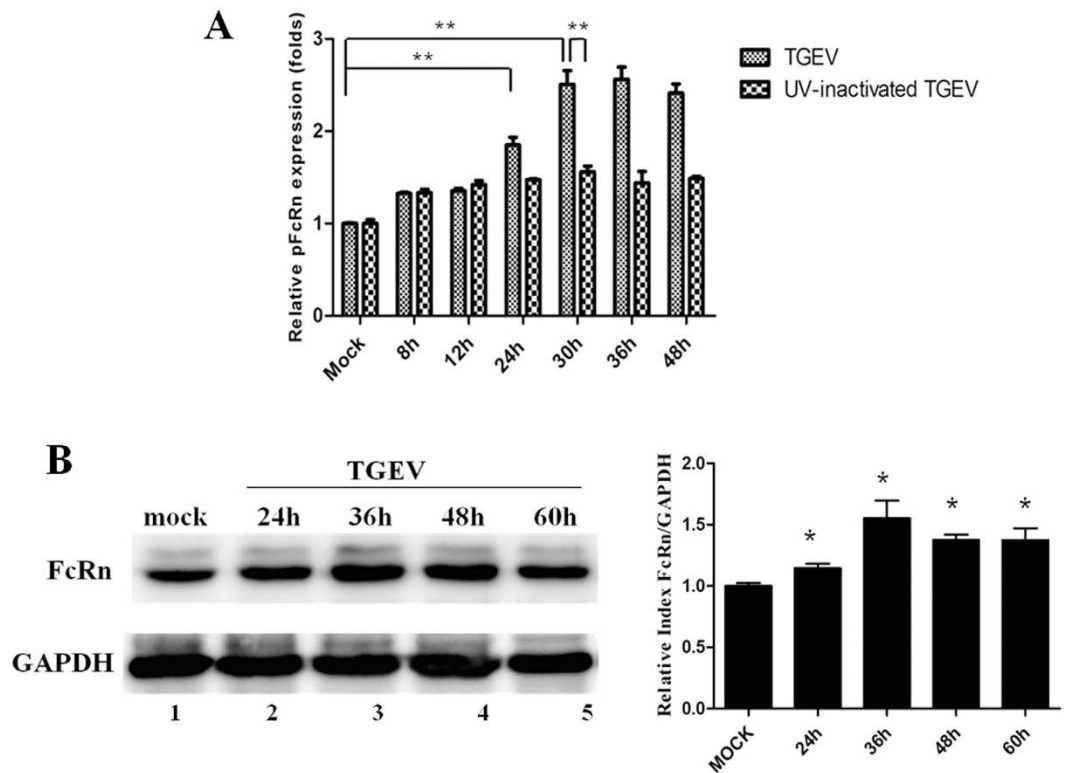 A
Relative pFcRn expression (folds)
3
2
1
0
**
**
**
TGEV
UV-inactivated TGEV
Mock
8h
12h
24h
30h
36h
48h
B
TGEV
mock 24h 36h 48h 60h
FcRn
GAPDH
1 2 3 4 5
Relative Index FcRn/GAPDH
2.0
1.5
1.0
0.5
0.0
*
*
*
*
MOCK
24h
36h
48h
60h